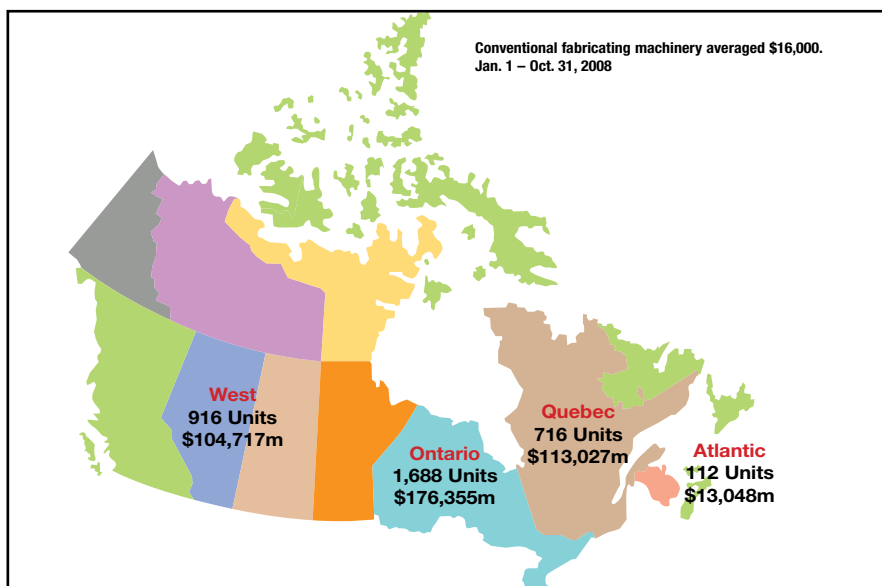 Conventional fabricating machinery averaged $16,000.
Jan. 1 – Oct. 31, 2008
West
916 Units
$104,717m
Ontario
1,688 Units
$176,355m
Quebec
716 Units
$113,027m
Atlantic
112 Units
$13,048m